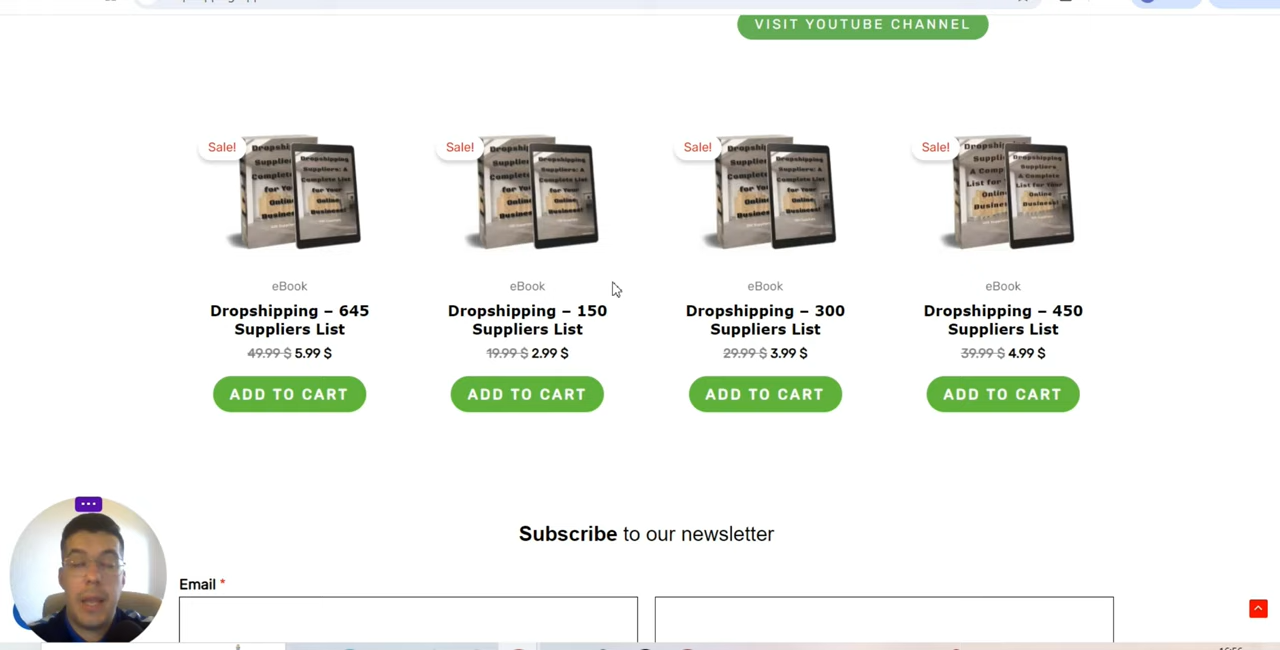 VISIT YOUTUBE CHANNEL
Sale!
Sale!
Sale!
Sale!
eBook
eBook
eBook
eBook
Dropshipping – 645
Suppliers List
Dropshipping – 150
Suppliers List
Dropshipping – 300
Suppliers List
Dropshipping – 450
Suppliers List
49.99 $ 5.99 $
19.99 $ 2.99 $
29.99 $ 3.99 $
39.99 $ 4.99 $
ADD TO CART
ADD TO CART
ADD TO CART
ADD TO CART
Subscribe to our newsletter
Email *